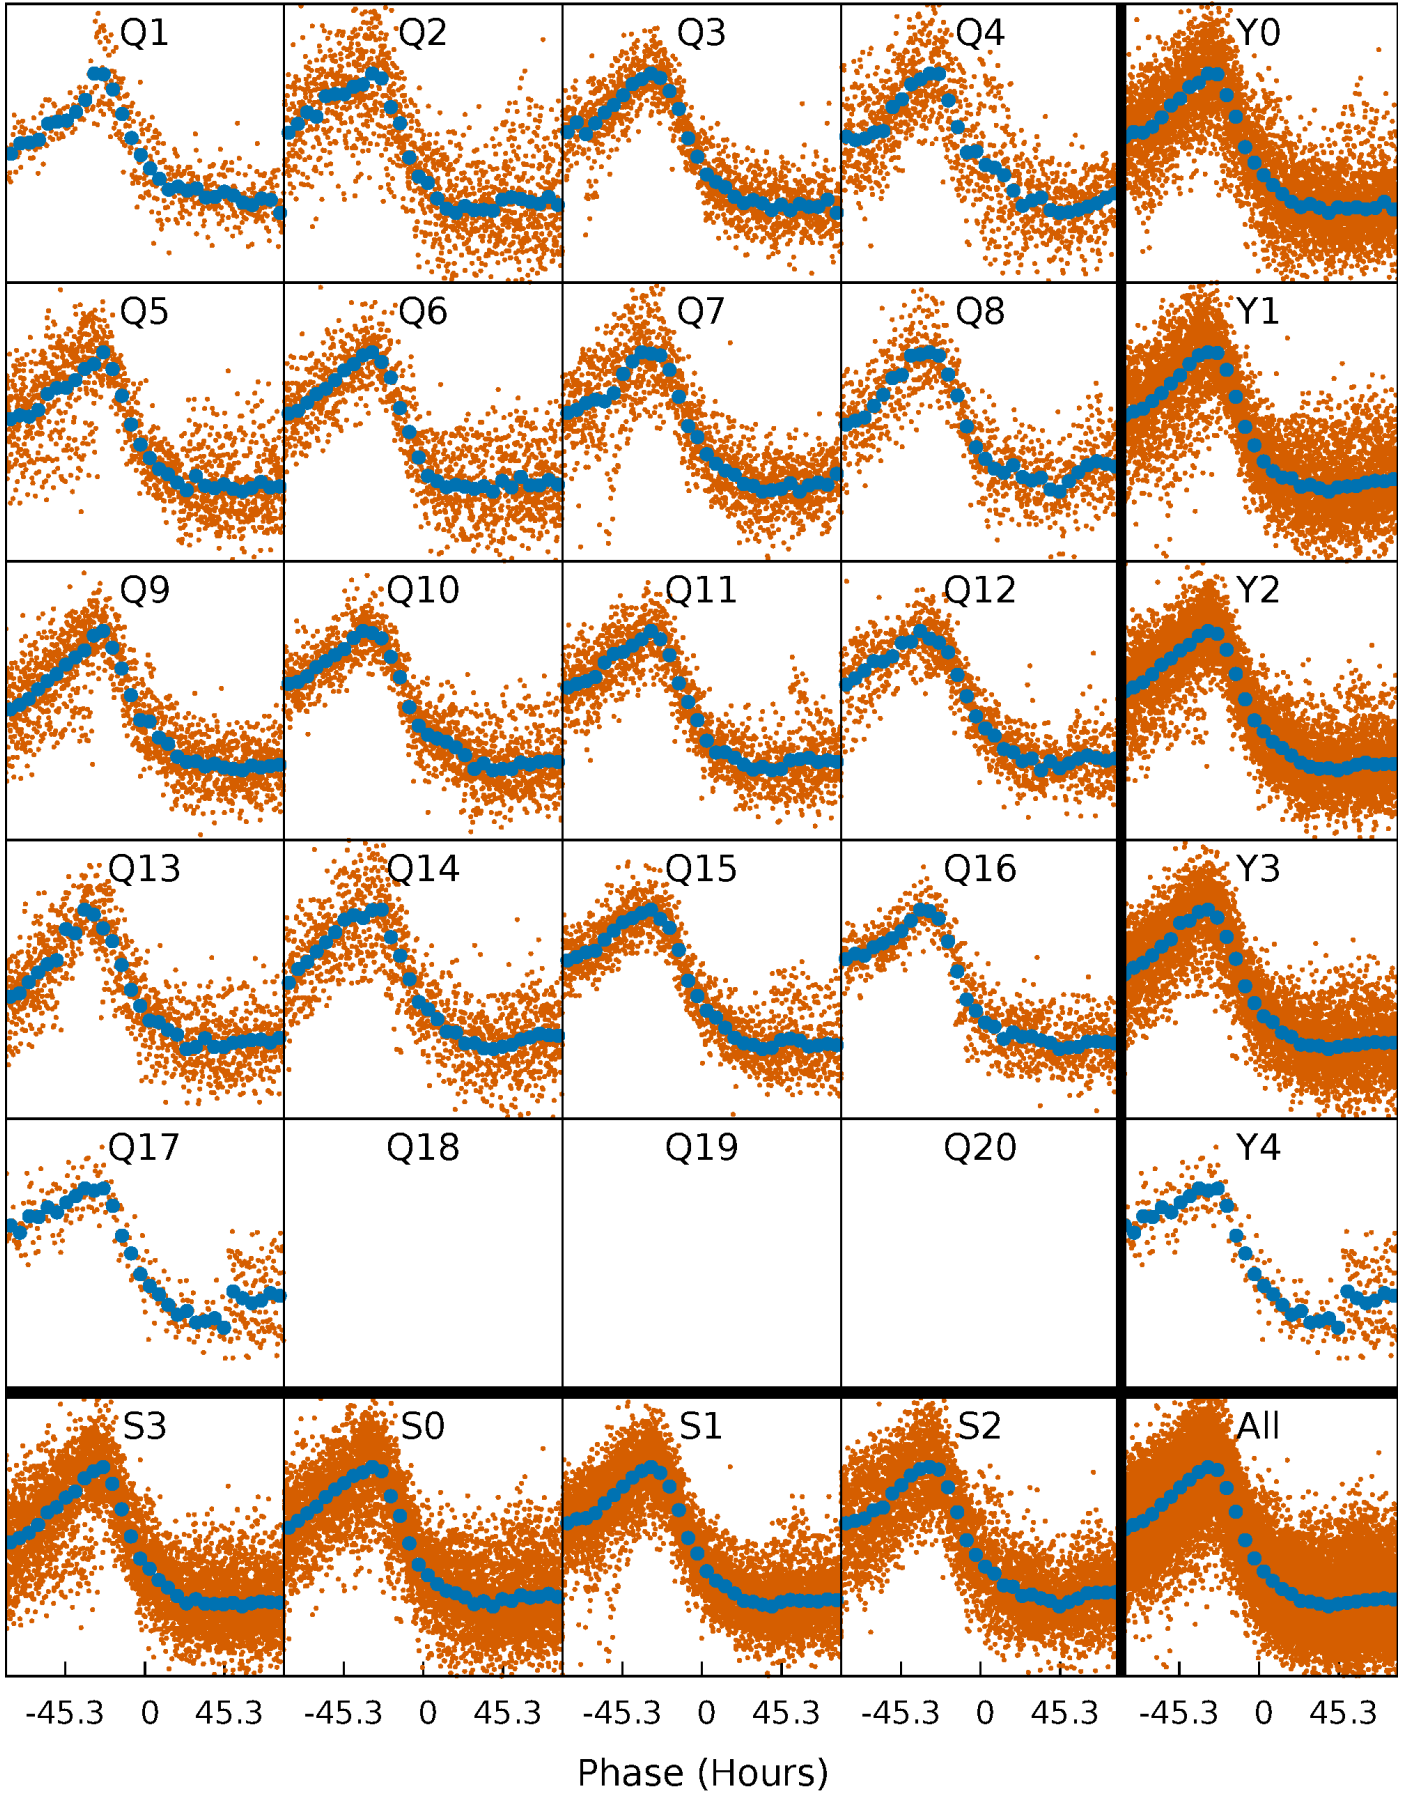 Q1 Q2 Q3 Q4 Y0
Q5 Q6 Q7 Q8 Y1
Q9 Q10 Q11 Q12 Y2
Q13 Q14 Q15 Q16 Y3
Q17 Q18 Q19 Q20 Y4
S3 S0 S1 S2 All
-45.3 0 45.3 -45.3 0 45.3 -45.3 0 45.3 -45.3 0 45.3 -45.3 0 45.3
Phase (Hours)